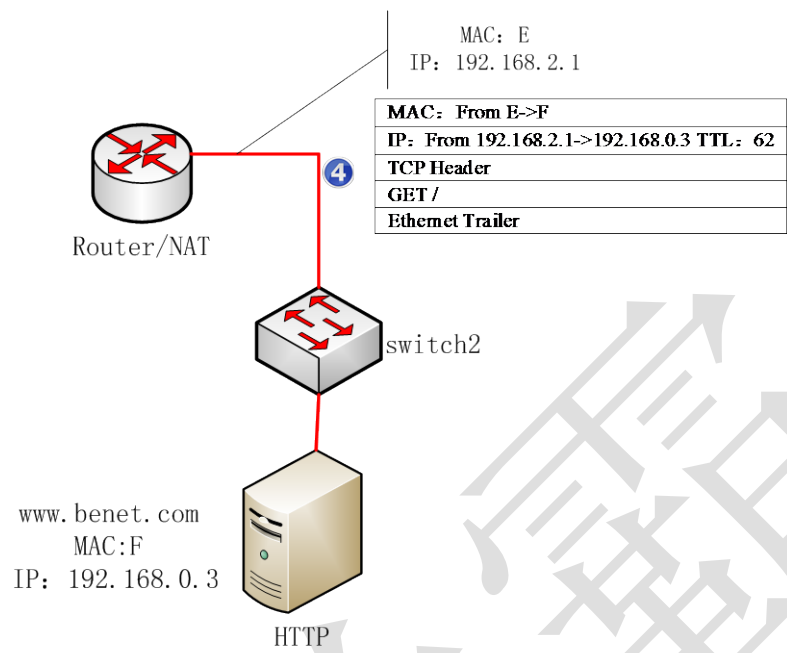 MAC: E
IP: 192.168.2.1
MAC：From E->F
IP：From 192.168.2.1->192.168.0.3 TTL：62
TCP Header
GET /
Ethernet Trailer
4
Router/NAT
switch2
www.benet.com
MAC:F
IP: 192.168.0.3
HTTP